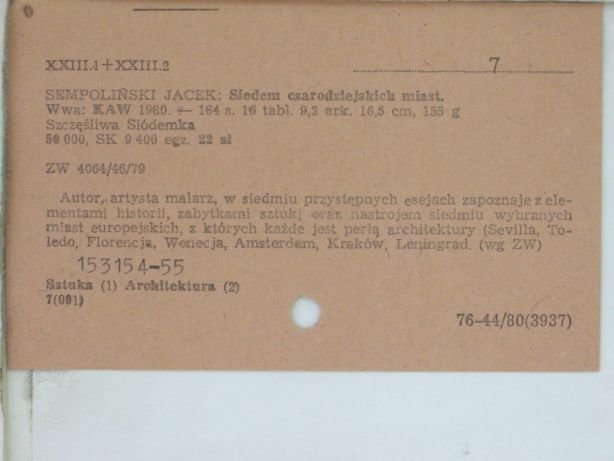 XXIII.1+XXIII.2 7
SEMPOLIŃSKI JACEK: Siedem czarodziejskich miast.
Wwa: KAW 1980. — 164 s. 16 tabl. 9,2 ark. 16,5 cm, 155 g
Szczęśliwa Siódemka
50 000, SK 9 400 egz. 22 zł
ZW 4064/46/79
Autor, artysta malarz, w siedmiu przystępnych esejach zapoznaje z ele-
mentami historii, zabytkami sztuki oraz nastrojem siedmiu wybranych
miast europejskich, z których każde jest perłą architektury (Sevilla, To-
ledo, Florencja, Wenecja, Amsterdam, Kraków, Leningrad. (wg ZW)
153154-55
Sztuka (1) Architektura (2)
7(091)
76-44/80(3937)